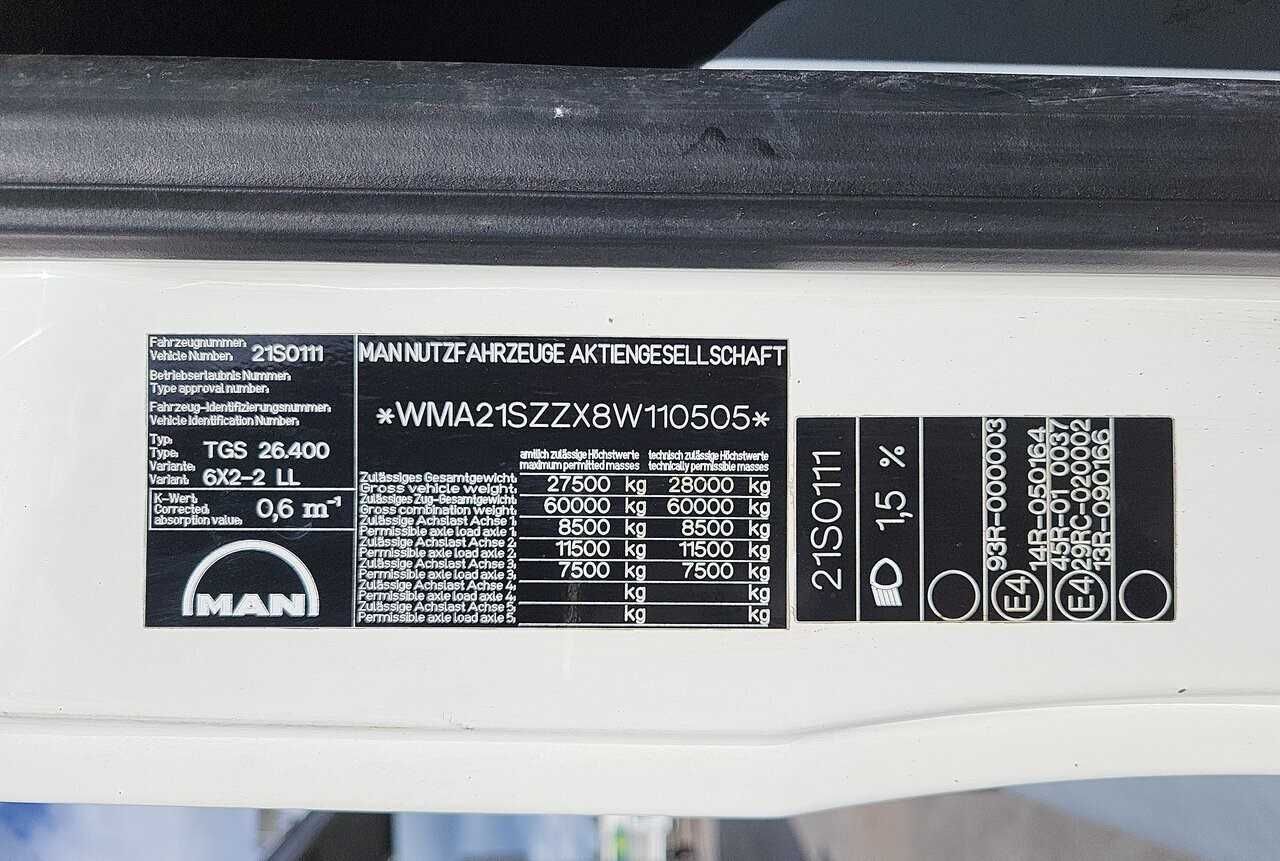 Fahrzeugnummer:
Vehicle Number: 21S0111
Betriebserlaubnis Nummer:
Type approval number:
Fahrzeug-Identifizierungsnummer:
Vehicle Identification Number:
Typ:
Type: TGS 26.400
Variante:
Variant: 6X2-2 LL
K-Wert:
Corrected
absorption value: 0,6 m⁻¹
MAN
MAN NUTZFAHRZEUGE AKTIENGESELLSCHAFT
*WMA21SZZX8W110505*
amtlich zulässige Höchstwerte technisch zulässige Höchstwerte
maximum permitted masses technically permissible masses
Zulässiges Gesamtgewicht:
Gross vehicle weight: 27500 kg 28000 kg
Zulässiges Zug-Gesamtgewicht:
Gross combination weight: 60000 kg 60000 kg
Zulässige Achslast Achse 1:
Permissible axle load axle 1: 8500 kg 8500 kg
Zulässige Achslast Achse 2:
Permissible axle load axle 2: 11500 kg 11500 kg
Zulässige Achslast Achse 3:
Permissible axle load axle 3: 7500 kg 7500 kg
Zulässige Achslast Achse 4:
Permissible axle load axle 4: kg kg
Zulässige Achslast Achse 5:
Permissible axle load axle 5: kg kg
21S0111
1,5 %
93R-000003
E4 14R-050164
45R-01 0037
E4 29RC-020002
13R-090166